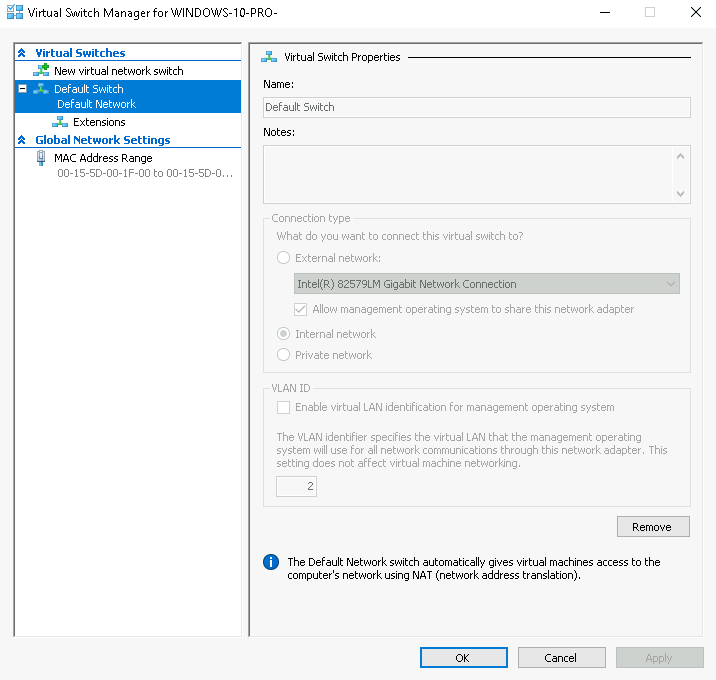 Virtual Switch Manager for WINDOWS-10-PRO-
Virtual Switches
New virtual network switch
Default Switch
Default Network
Extensions
Global Network Settings
MAC Address Range
00-15-5D-00-1F-00 to 00-15-5D-0...
Virtual Switch Properties
Name:
Default Switch
Notes:
Connection type
What do you want to connect this virtual switch to?
External network:
Intel(R) 82579LM Gigabit Network Connection
Allow management operating system to share this network adapter
Internal network
Private network
VLAN ID
Enable virtual LAN identification for management operating system
The VLAN identifier specifies the virtual LAN that the management operating
system will use for all network communications through this network adapter. This
setting does not affect virtual machine networking.
2
Remove
The Default Network switch automatically gives virtual machines access to the
computer's network using NAT (network address translation).
OK
Cancel
Apply